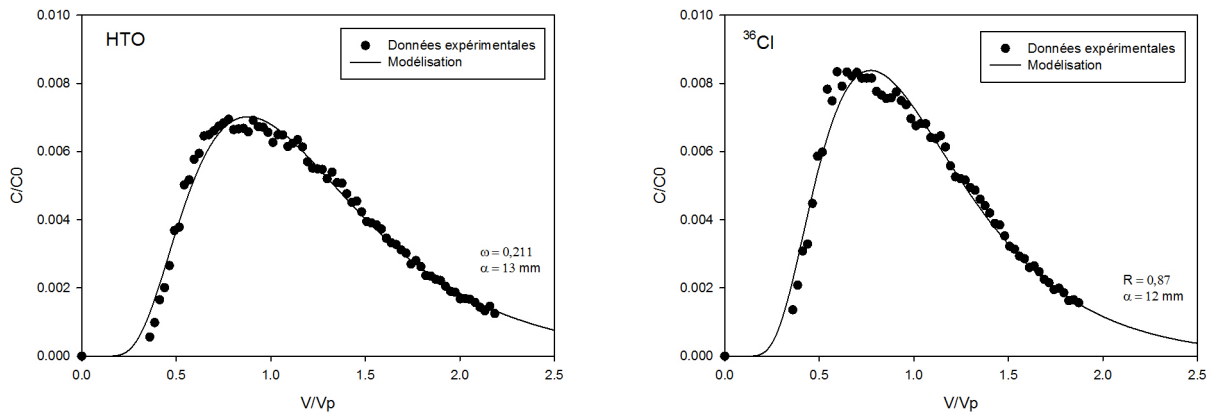 HTO
Données expérimentales
Modélisation
C/C0
0.010
0.008
0.006
0.004
0.002
0.000
ω = 0,211
α = 13 mm
0.0 0.5 1.0 1.5 2.0 2.5
V/Vp
³⁶Cl
Données expérimentales
Modélisation
C/C0
0.010
0.008
0.006
0.004
0.002
0.000
R = 0,87
α = 12 mm
0.0 0.5 1.0 1.5 2.0 2.5
V/Vp